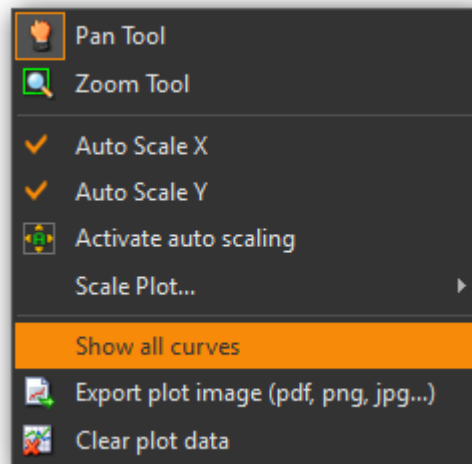 Pan Tool
Zoom Tool
Auto Scale X
Auto Scale Y
Activate auto scaling
Scale Plot...
Show all curves
Export plot image (pdf, png, jpg...)
Clear plot data